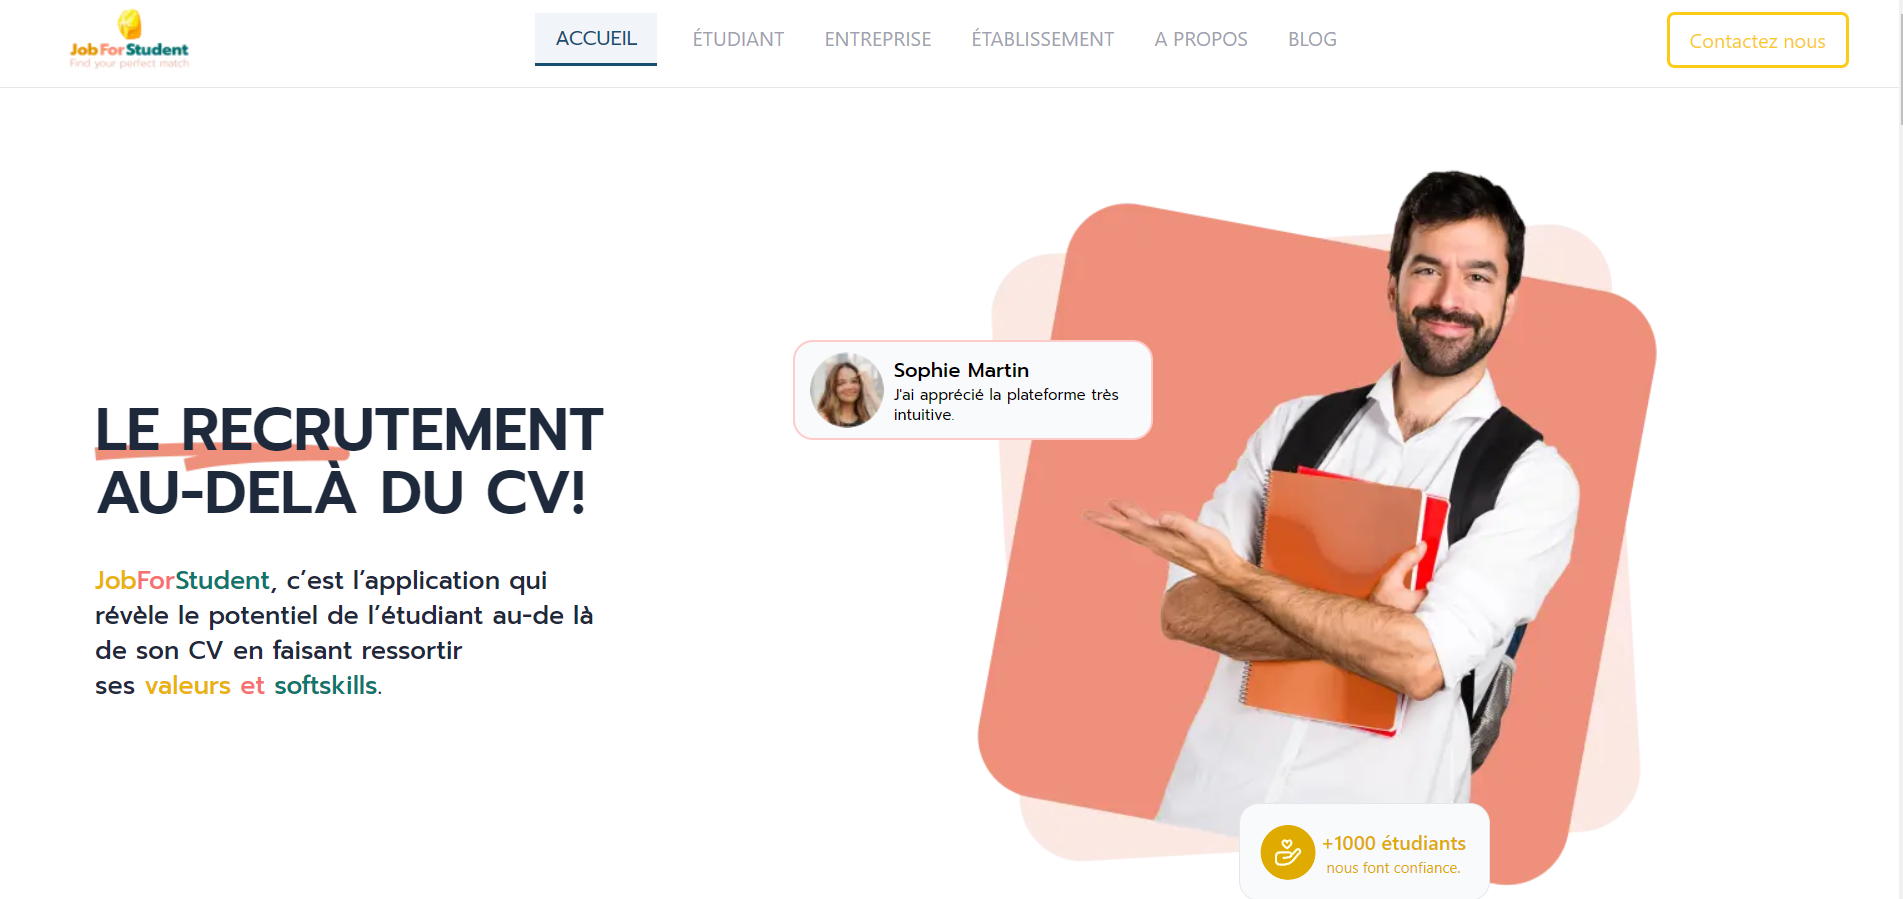 JobForStudent
Find your perfect match
ACCUEIL
ÉTUDIANT
ENTREPRISE
ÉTABLISSEMENT
A PROPOS
BLOG
Contactez nous
LE RECRUTEMENT
AU-DELÀ DU CV!
JobForStudent, c’est l’application qui
révèle le potentiel de l’étudiant au-de là
de son CV en faisant ressortir
ses valeurs et softskills.
Sophie Martin
J'ai apprécié la plateforme très
intuitive.
+1000 étudiants
nous font confiance.